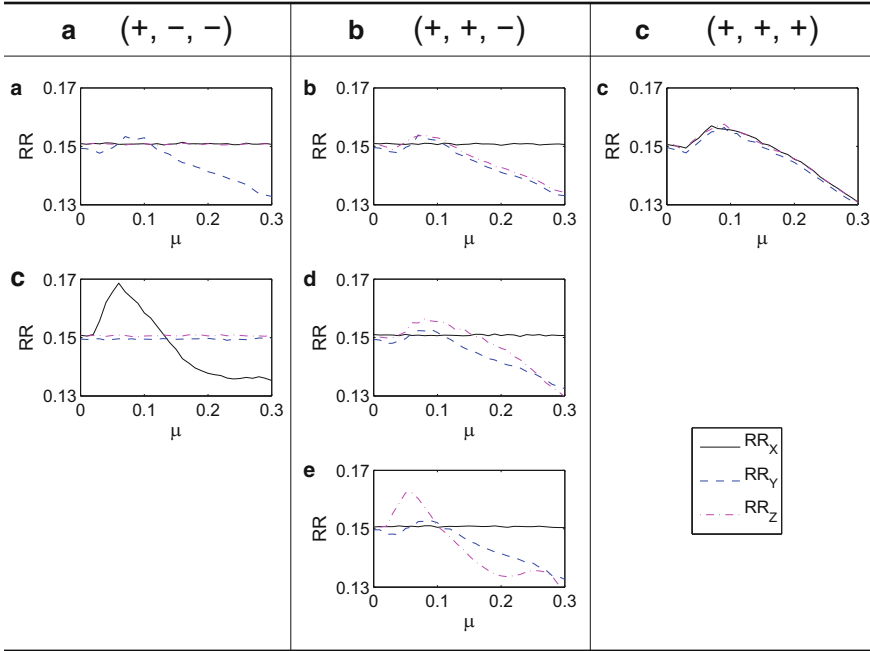 a (+, −, −)
b (+, +, −)
c (+, +, +)
a
0.17
0.15
0.13
RR
0 0.1 0.2 0.3
μ
b
0.17
0.15
0.13
RR
0 0.1 0.2 0.3
μ
c
0.17
0.15
0.13
RR
0 0.1 0.2 0.3
μ
c
0.17
0.15
0.13
RR
0 0.1 0.2 0.3
μ
d
0.17
0.15
0.13
RR
0 0.1 0.2 0.3
μ
e
0.17
0.15
0.13
RR
0 0.1 0.2 0.3
μ
RR_X
RR_Y
RR_Z